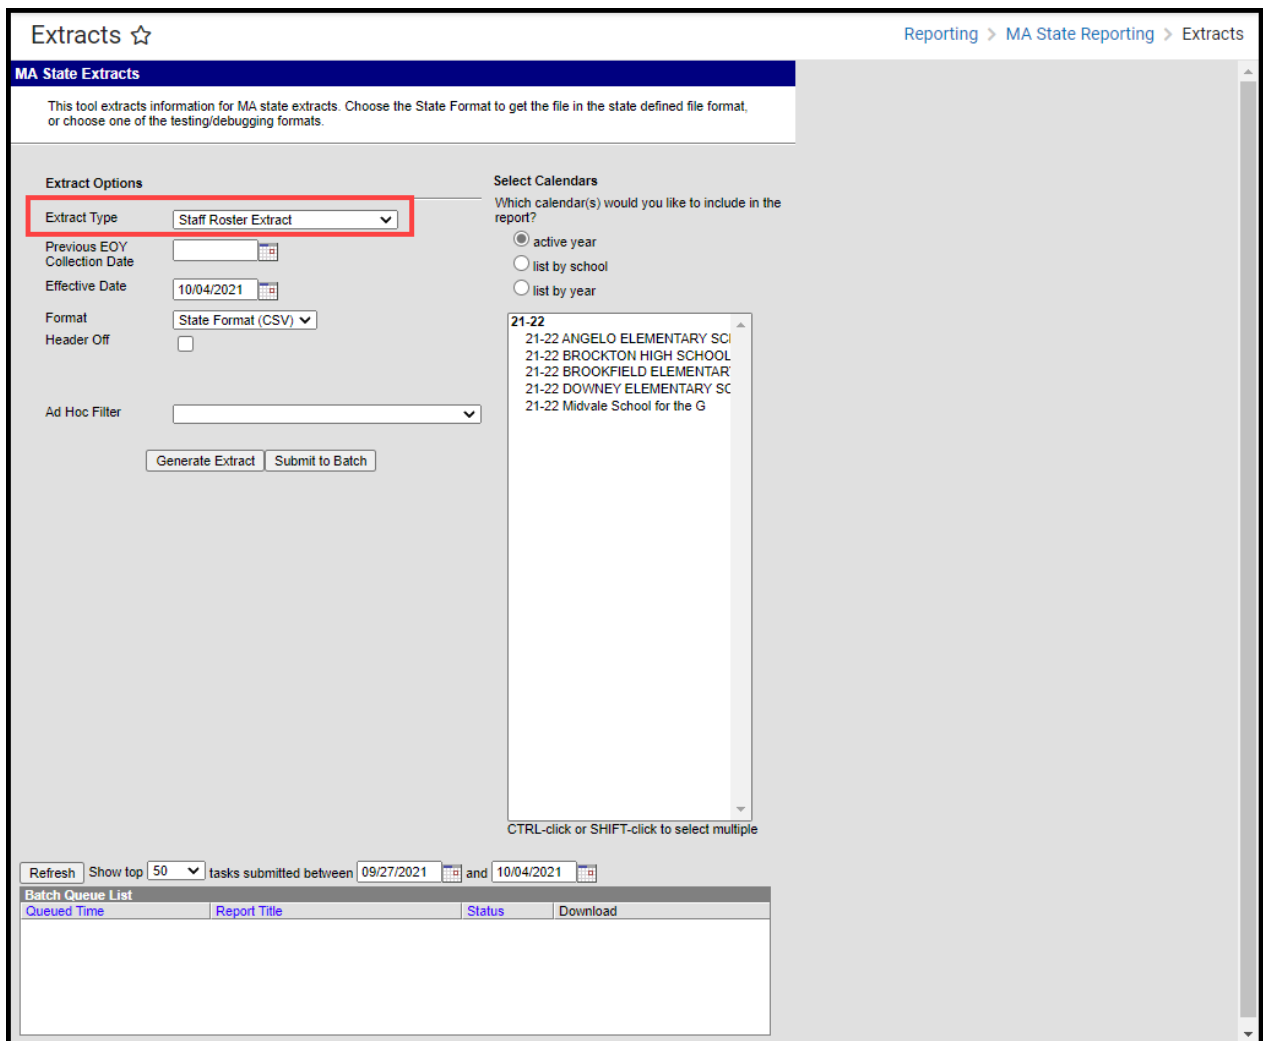 Extracts
Reporting > MA State Reporting > Extracts
MA State Extracts
This tool extracts information for MA state extracts. Choose the State Format to get the file in the state defined file format,
or choose one of the testing/debugging formats.
Extract Options
Extract Type
Staff Roster Extract
Previous EOY
Collection Date
Effective Date
10/04/2021
Format
State Format (CSV)
Header Off
Ad Hoc Filter
Generate Extract
Submit to Batch
Select Calendars
Which calendar(s) would you like to include in the
report?
active year
list by school
list by year
21-22
21-22 ANGELO ELEMENTARY SC
21-22 BROCKTON HIGH SCHOOL
21-22 BROOKFIELD ELEMENTAR
21-22 DOWNEY ELEMENTARY SC
21-22 Midvale School for the G
CTRL-click or SHIFT-click to select multiple
Refresh Show top 50 tasks submitted between 09/27/2021 and 10/04/2021
Batch Queue List
Queued Time Report Title Status Download